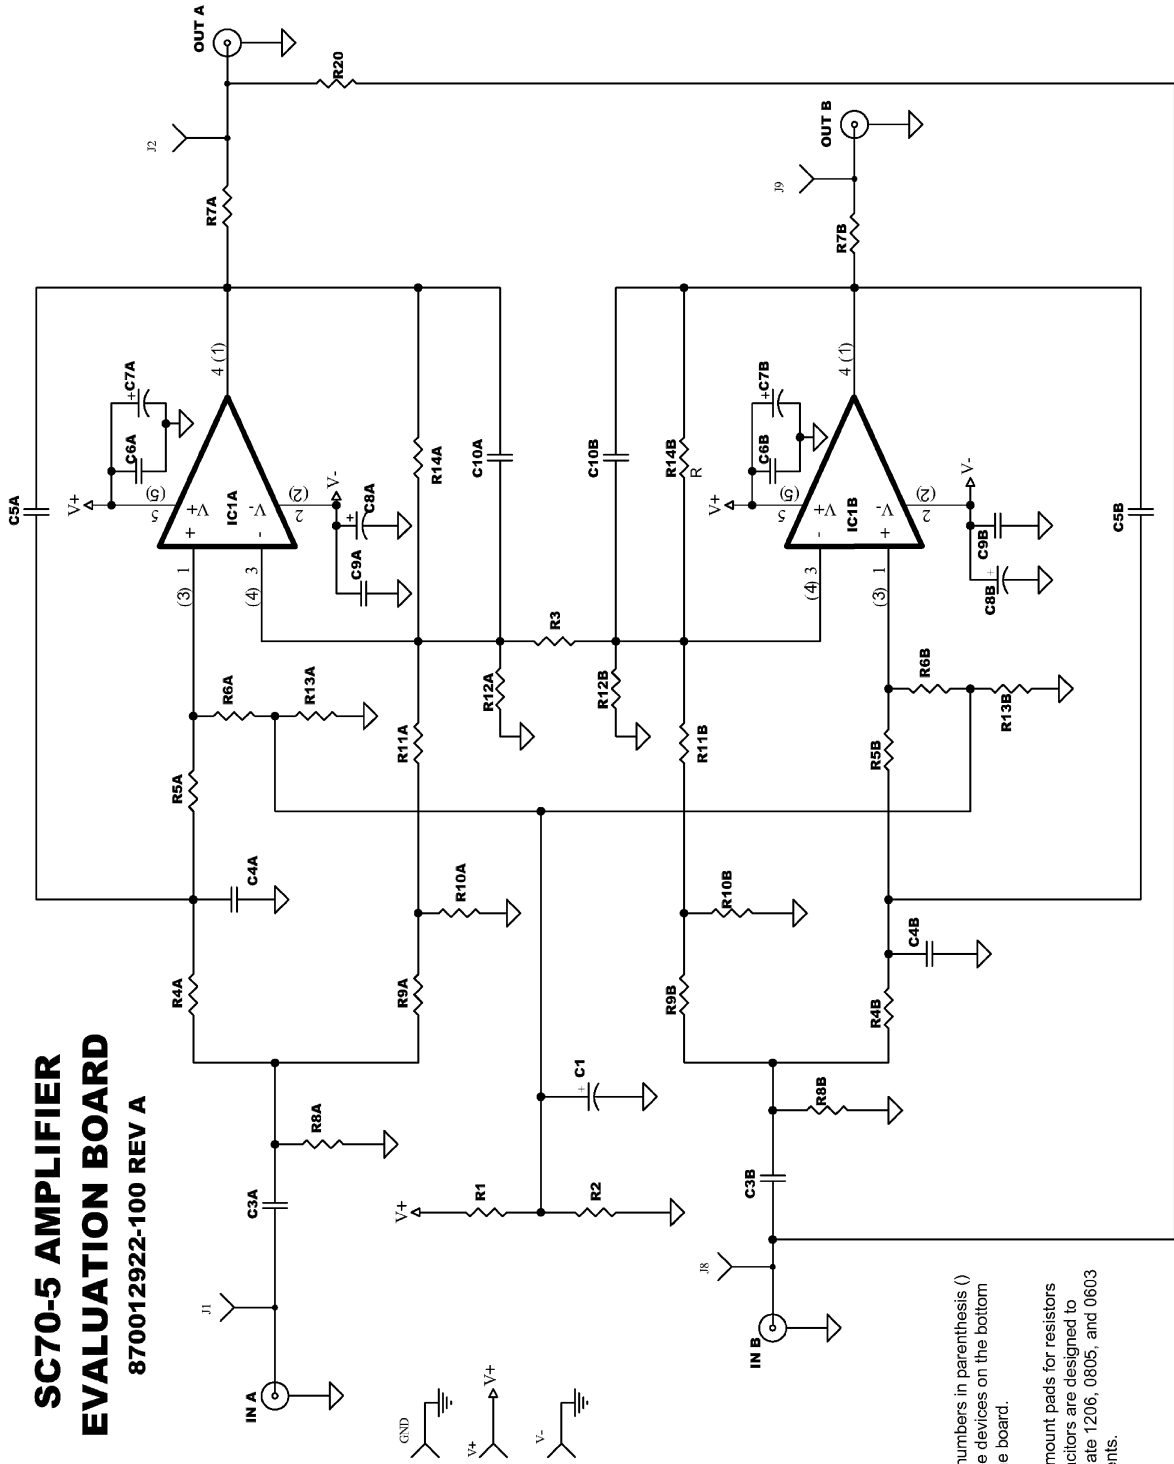 SC70-5 AMPLIFIER
EVALUATION BOARD
870012922-100 REV A
IN A
J1
C3A
R8A
R4A
C4A
R5A
R6A
R13A
C5A
V+
C6A
+
C7A
5
(5)
V+
IC1A
V-
+
-
(3)
1
(4)
3
2
(2)
V-
+
C8A
C9A
4 (1)
R7A
J2
OUT A
R20
R9A
R10A
R11A
R12A
R14A
C10A
R3
V+
R1
R2
C1
+
GND
V+
V+
V-
IN B
J8
C3B
R8B
R9B
R10B
R11B
R12B
C10B
R14B
R
R4B
C4B
R5B
R6B
R13B
C5B
V+
C6B
+
C7B
5
(5)
V+
IC1B
V-
-
+
(4)
3
(3)
1
2
(2)
V-
C9B
C8B
+
4 (1)
R7B
J9
OUT B
numbers in parenthesis ()
e devices on the bottom
e board.
mount pads for resistors
citors are designed to
ate 1206, 0805, and 0603
nts.